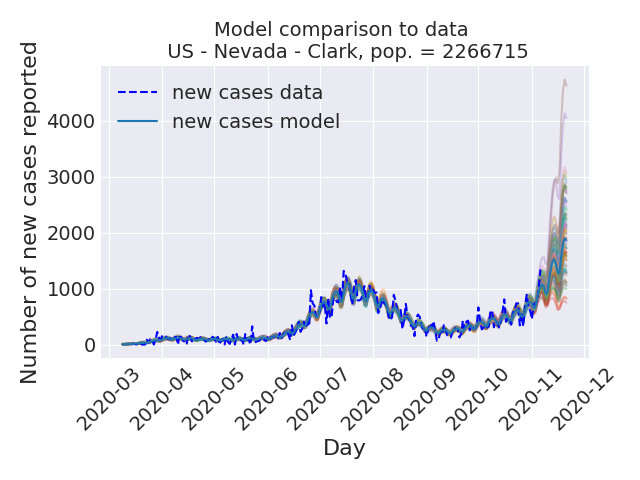 Model comparison to data
US - Nevada - Clark, pop. = 2266715
new cases data
new cases model
Number of new cases reported
4000
3000
2000
1000
0
2020-03
2020-04
2020-05
2020-06
2020-07
2020-08
2020-09
2020-10
2020-11
2020-12
Day